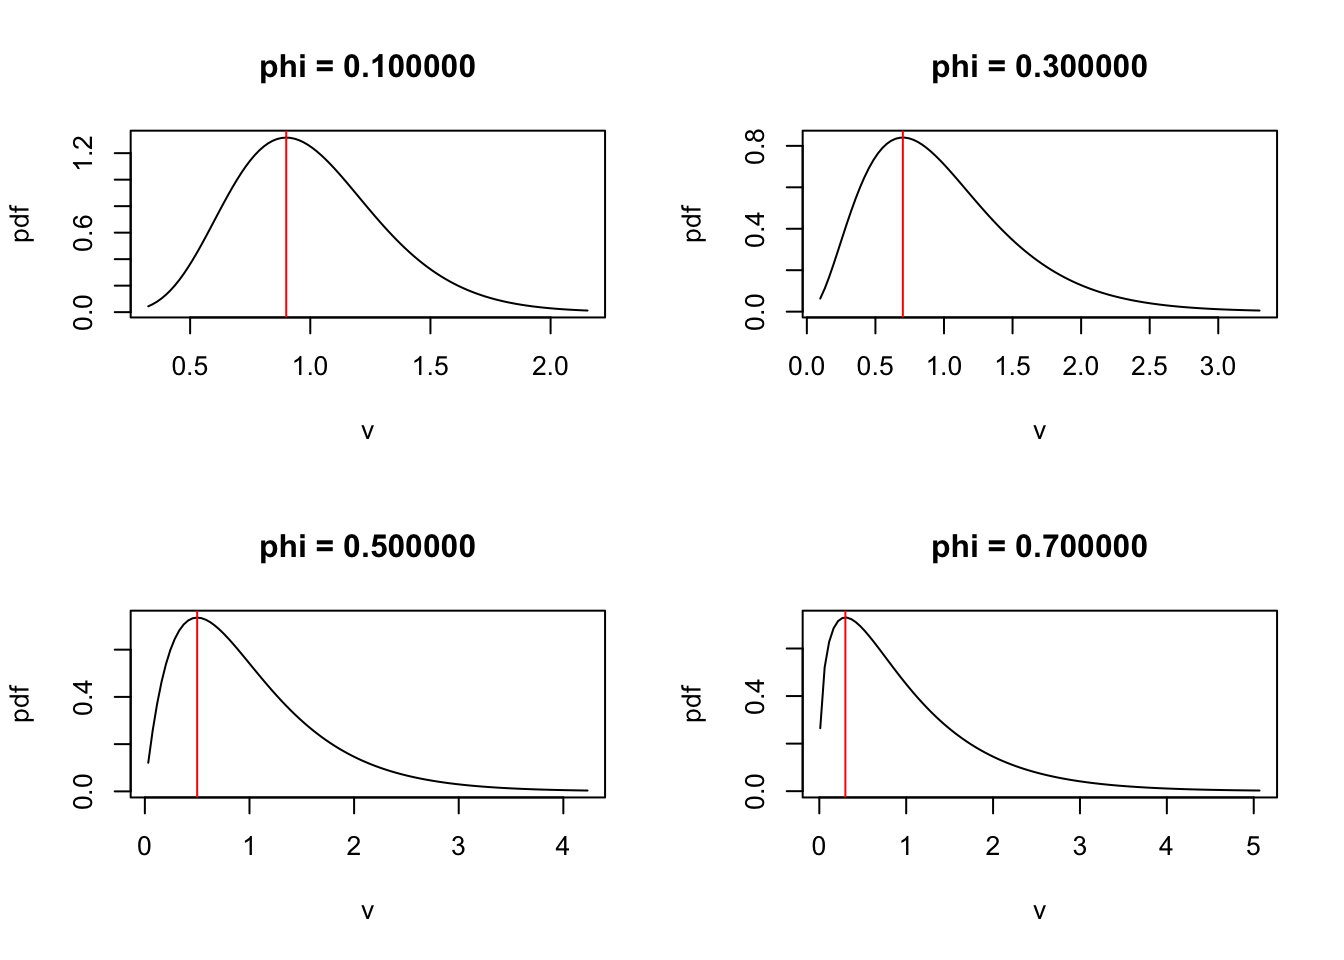 phi = 0.100000
pdf
0.0 0.6 1.2
0.5 1.0 1.5 2.0
v
phi = 0.300000
pdf
0.0 0.4 0.8
0.0 0.5 1.0 1.5 2.0 2.5 3.0
v
phi = 0.500000
pdf
0.0 0.4
0 1 2 3 4
v
phi = 0.700000
pdf
0.0 0.4
0 1 2 3 4 5
v